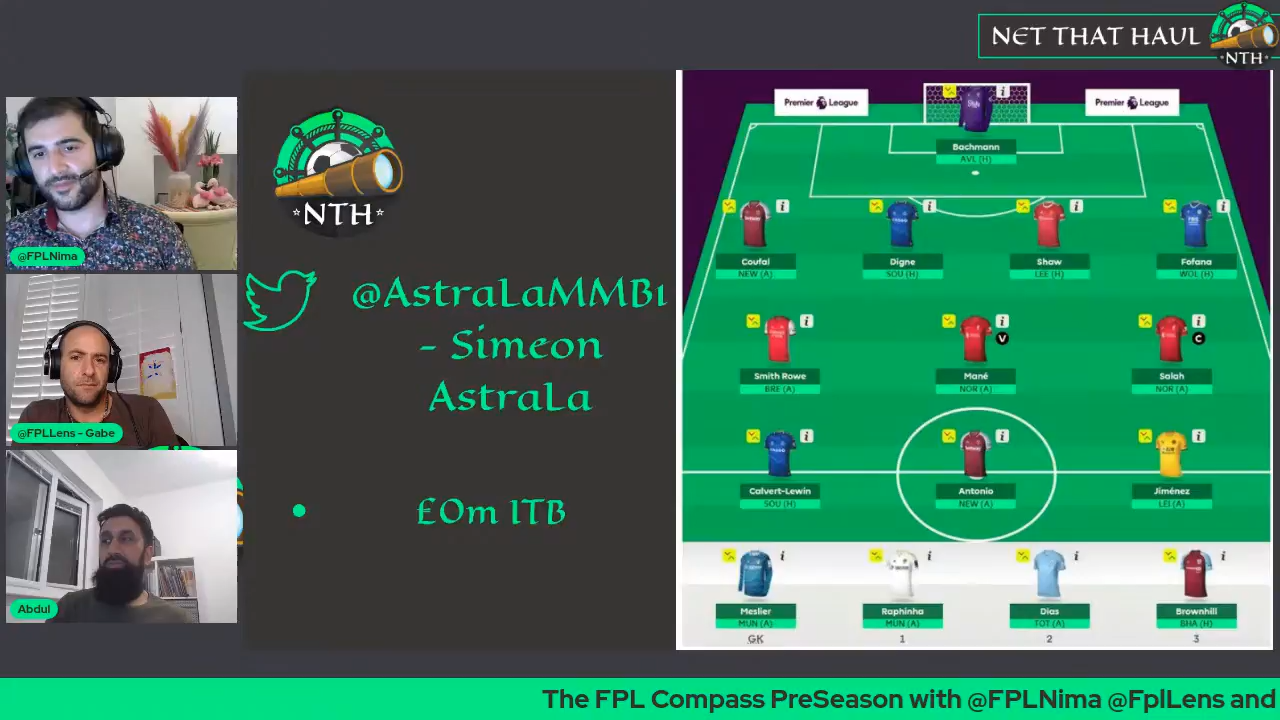 NET THAT HAUL
NTH
@FPLNima
@FPLLens - Gabe
Abdul
NTH
@AstraLaMMB1
- Simeon
AstraLa
• £0m ITB
Premier League
Premier League
Bachmann
AVL (H)
Coufal
NEW (A)
Digne
SOU (H)
Shaw
LEE (H)
Fofana
WOL (H)
Smith Rowe
BRE (A)
Mané
NOR (A)
V
Salah
NOR (A)
C
Calvert-Lewin
SOU (H)
Antonio
NEW (A)
Jiménez
LEI (A)
Meslier
MUN (A)
GK
Raphinha
MUN (A)
1
Dias
TOT (A)
2
Brownhill
BHA (H)
3
The FPL Compass PreSeason with @FPLNima @FplLens and